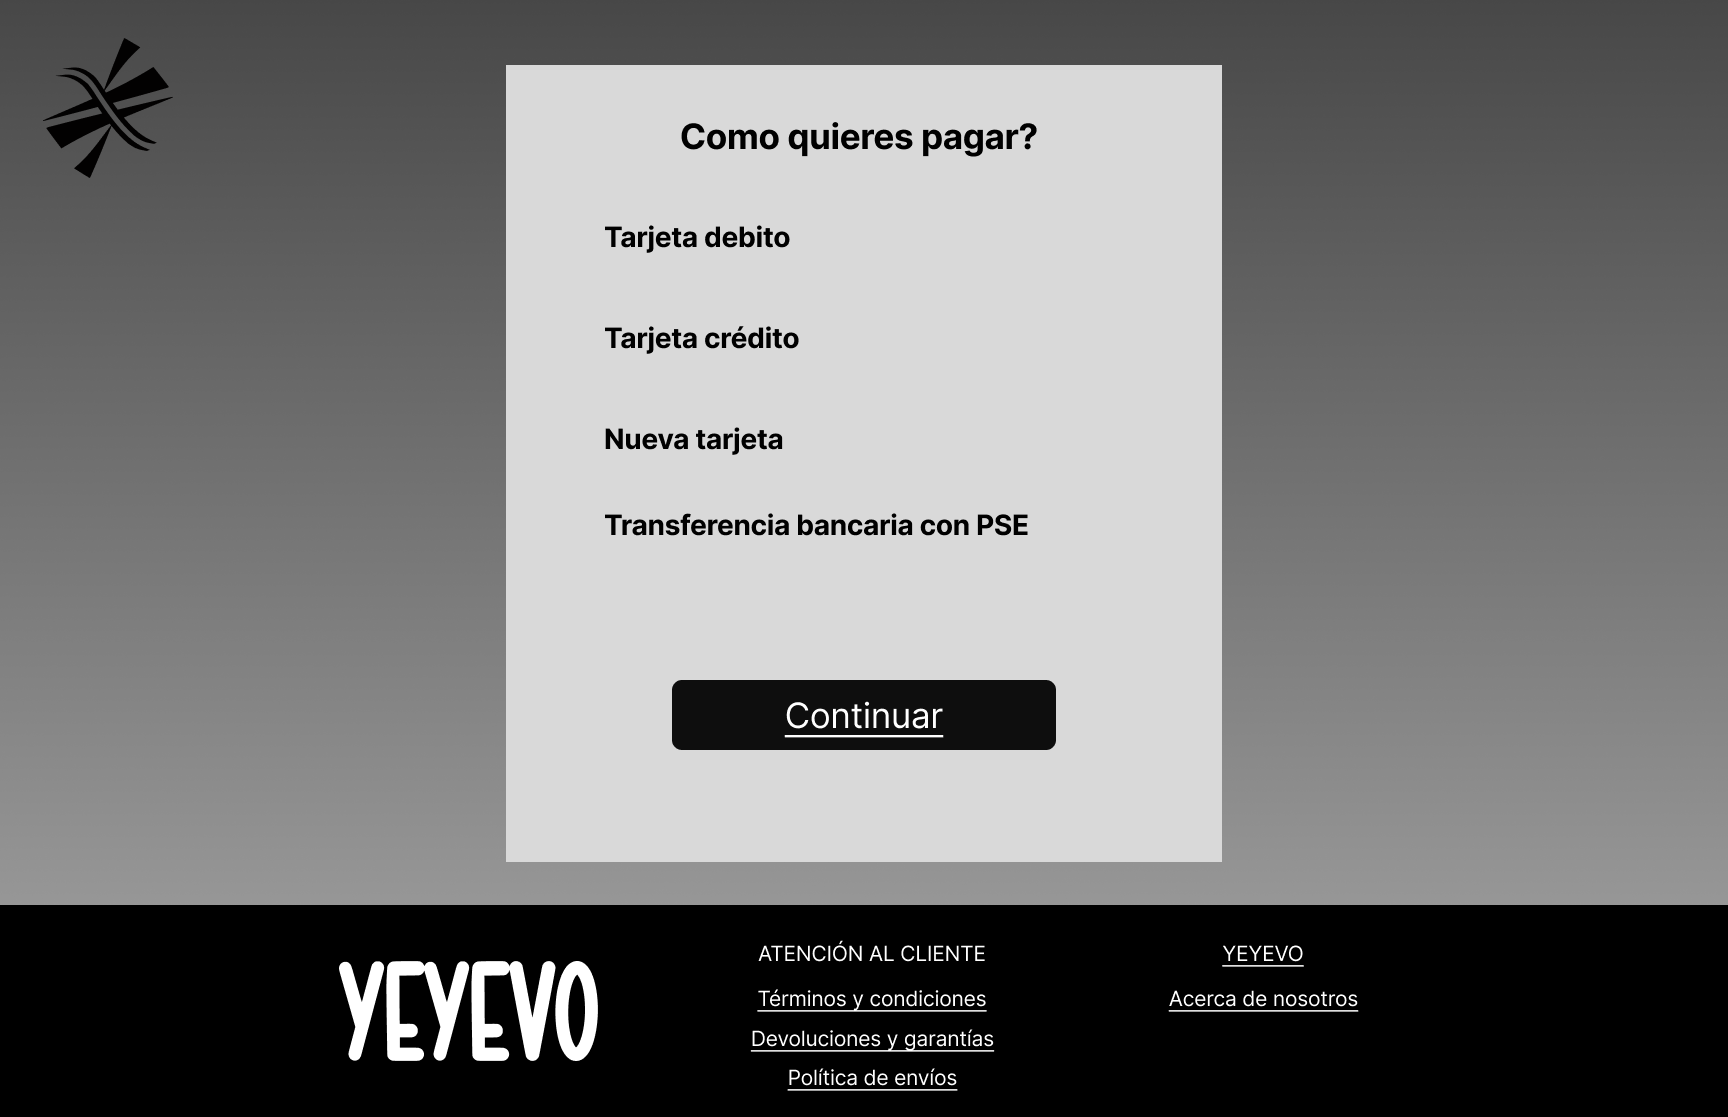 Como quieres pagar?
Tarjeta debito
Tarjeta crédito
Nueva tarjeta
Transferencia bancaria con PSE
Continuar
YEYEVO
ATENCIÓN AL CLIENTE
Términos y condiciones
Devoluciones y garantías
Política de envíos
YEYEVO
Acerca de nosotros